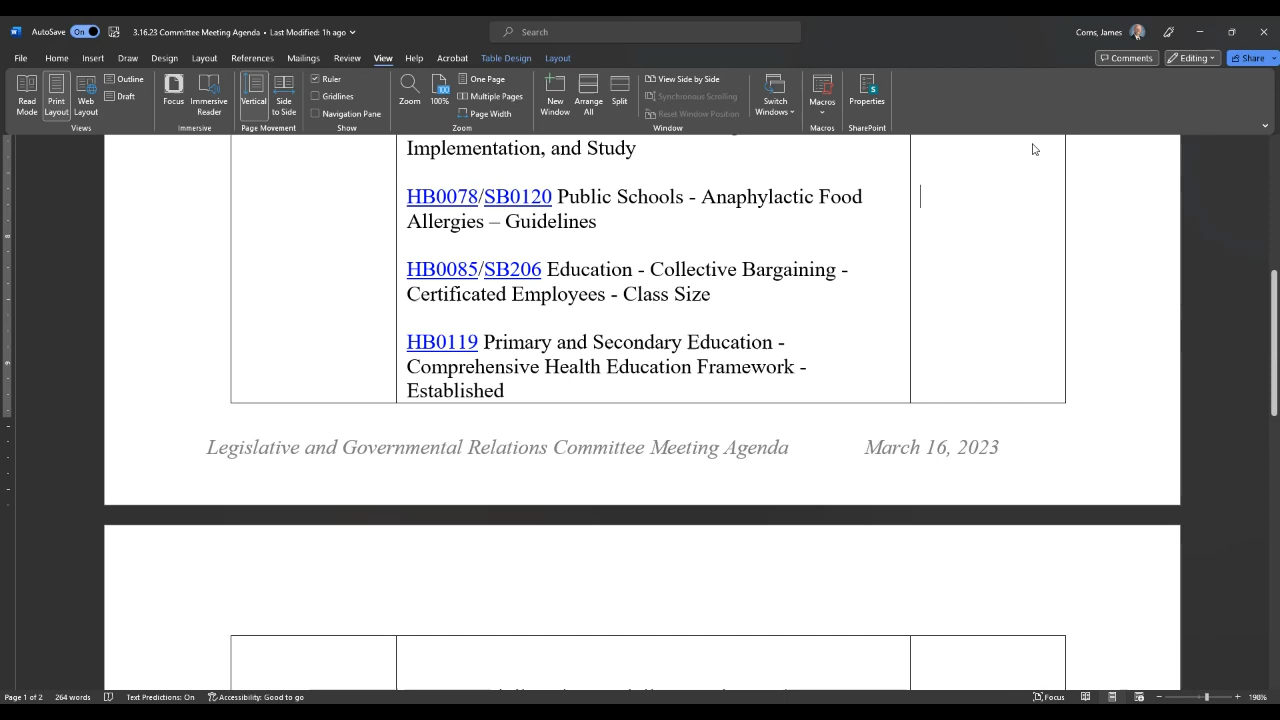 AutoSave On 3.16.23 Committee Meeting Agenda • Last Modified: 1h ago Search Corns, James
File Home Insert Draw Design Layout References Mailings Review View Help Acrobat Table Design Layout Comments Editing Share
Read Mode Print Layout Web Layout Outline Draft Focus Immersive Reader Vertical Side to Side Ruler Gridlines Navigation Pane Zoom 100 100% One Page Multiple Pages Page Width New Window Arrange All Split View Side by Side Synchronous Scrolling Reset Window Position Switch Windows Macros Properties
Views Immersive Page Movement Show Zoom Window Macros SharePoint
Implementation, and Study
HB0078/SB0120 Public Schools - Anaphylactic Food
Allergies – Guidelines
HB0085/SB206 Education - Collective Bargaining -
Certificated Employees - Class Size
HB0119 Primary and Secondary Education -
Comprehensive Health Education Framework -
Established
Legislative and Governmental Relations Committee Meeting Agenda March 16, 2023
Page 1 of 2 264 words Text Predictions: On Accessibility: Good to go Focus 198%